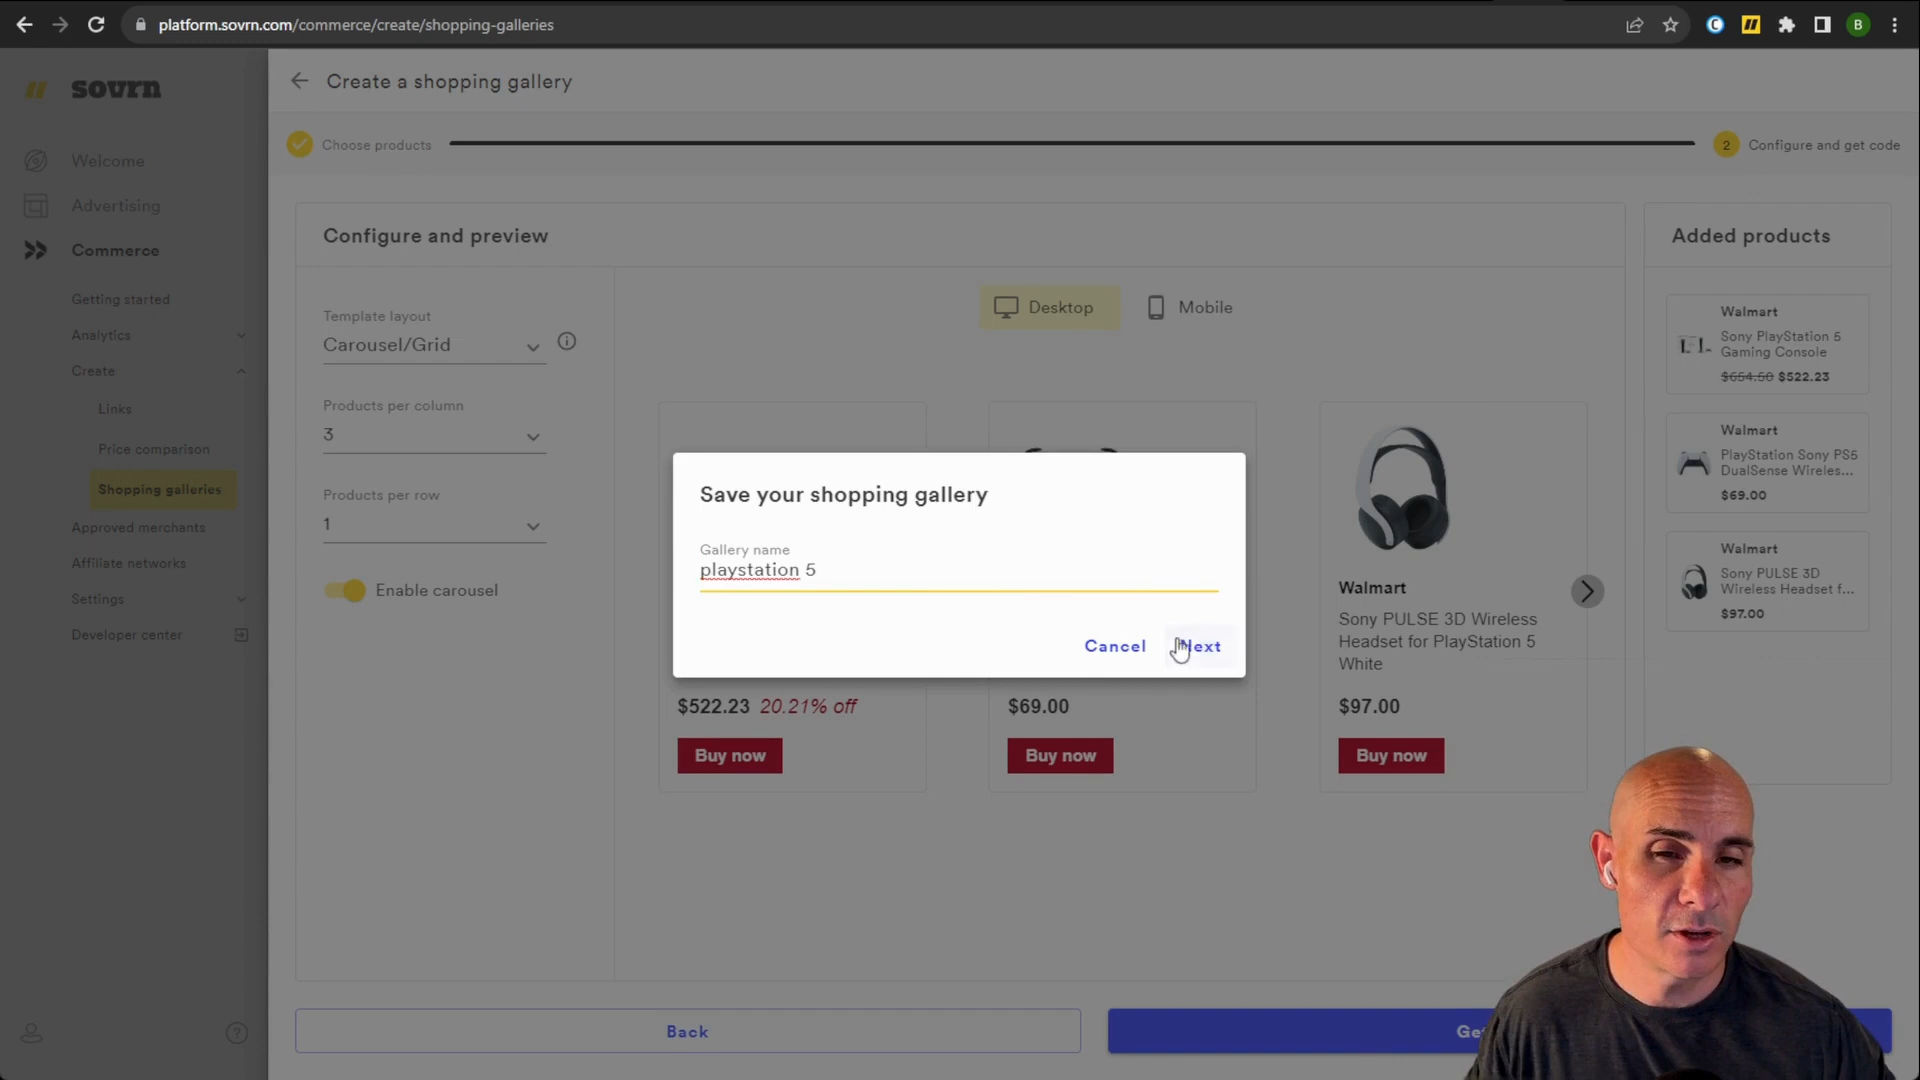 platform.sovrn.com/commerce/create/shopping-galleries
B
sovrn
Create a shopping gallery
Choose products
2
Configure and get code
Welcome
Advertising
Commerce
Getting started
Analytics
Create
Links
Price comparison
Shopping galleries
Approved merchants
Affiliate networks
Settings
Developer center
Configure and preview
Template layout
Carousel/Grid
Products per column
3
Products per row
1
Enable carousel
Desktop
Mobile
Save your shopping gallery
Gallery name
playstation 5
Cancel
Next
$522.23 20.21% off
Buy now
$69.00
Buy now
Walmart
Sony PULSE 3D Wireless
Headset for PlayStation 5
White
$97.00
Buy now
Added products
Walmart
Sony PlayStation 5
Gaming Console
$654.50 $522.23
Walmart
PlayStation Sony PS5
DualSense Wireles...
$69.00
Walmart
Sony PULSE 3D
Wireless Headset f...
$97.00
Back